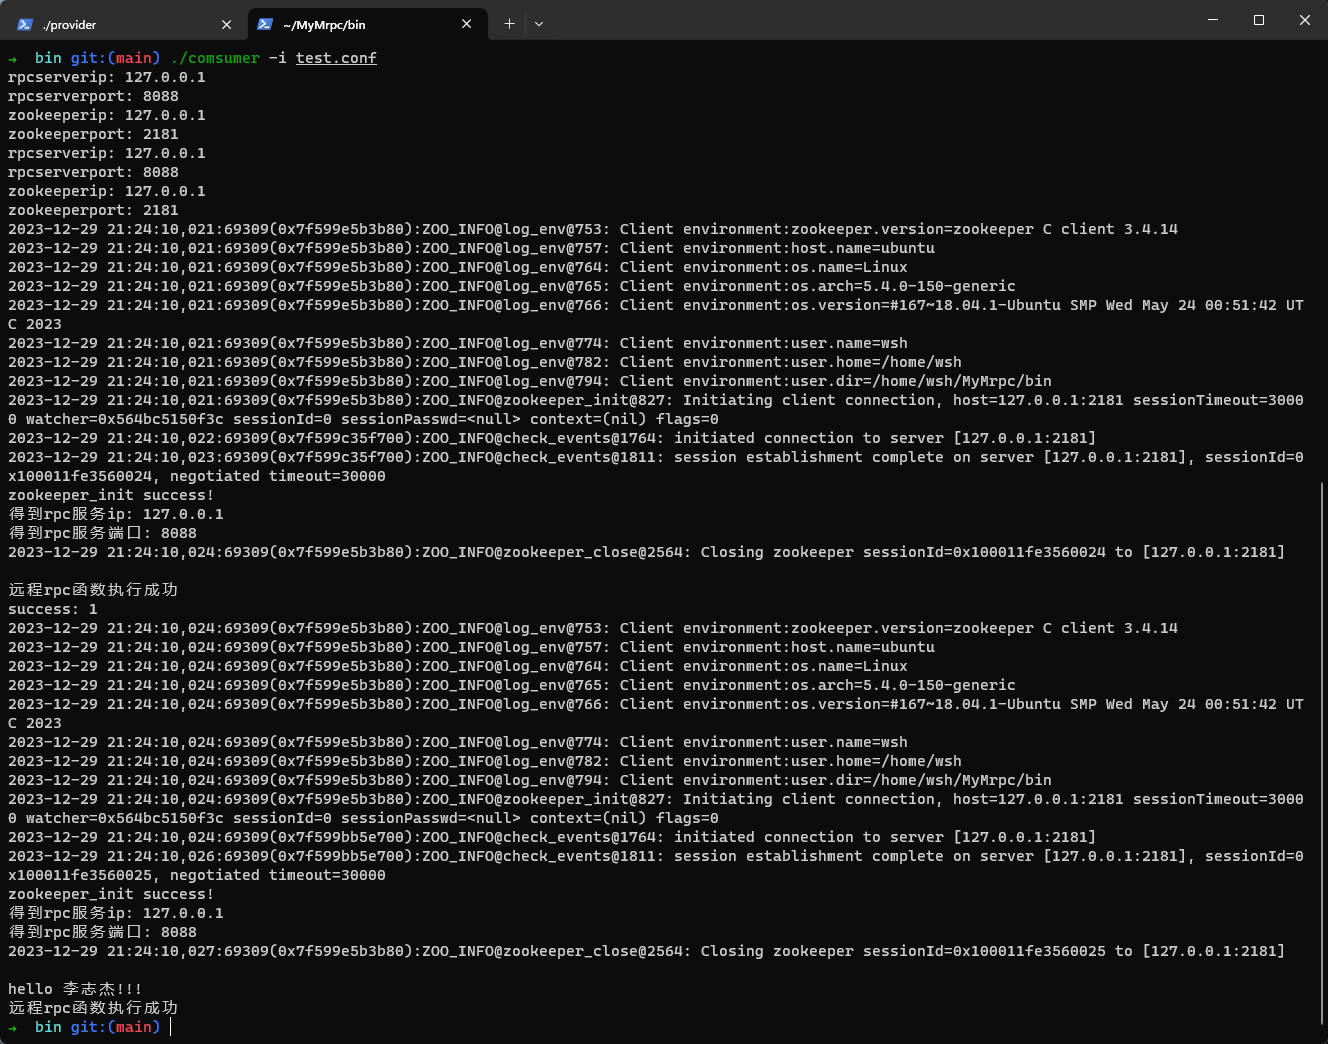 ./provider
~/MyMrpc/bin
→ bin git:(main) ./comsumer -i test.conf
rpcserverip: 127.0.0.1
rpcserverport: 8088
zookeeperip: 127.0.0.1
zookeeperport: 2181
rpcserverip: 127.0.0.1
rpcserverport: 8088
zookeeperip: 127.0.0.1
zookeeperport: 2181
2023-12-29 21:24:10,021:69309(0x7f599e5b3b80):ZOO_INFO@log_env@753: Client environment:zookeeper.version=zookeeper C client 3.4.14
2023-12-29 21:24:10,021:69309(0x7f599e5b3b80):ZOO_INFO@log_env@757: Client environment:host.name=ubuntu
2023-12-29 21:24:10,021:69309(0x7f599e5b3b80):ZOO_INFO@log_env@764: Client environment:os.name=Linux
2023-12-29 21:24:10,021:69309(0x7f599e5b3b80):ZOO_INFO@log_env@765: Client environment:os.arch=5.4.0-150-generic
2023-12-29 21:24:10,021:69309(0x7f599e5b3b80):ZOO_INFO@log_env@766: Client environment:os.version=#167~18.04.1-Ubuntu SMP Wed May 24 00:51:42 UT
C 2023
2023-12-29 21:24:10,021:69309(0x7f599e5b3b80):ZOO_INFO@log_env@774: Client environment:user.name=wsh
2023-12-29 21:24:10,021:69309(0x7f599e5b3b80):ZOO_INFO@log_env@782: Client environment:user.home=/home/wsh
2023-12-29 21:24:10,021:69309(0x7f599e5b3b80):ZOO_INFO@log_env@794: Client environment:user.dir=/home/wsh/MyMrpc/bin
2023-12-29 21:24:10,021:69309(0x7f599e5b3b80):ZOO_INFO@zookeeper_init@827: Initiating client connection, host=127.0.0.1:2181 sessionTimeout=3000
0 watcher=0x564bc5150f3c sessionId=0 sessionPasswd=<null> context=(nil) flags=0
2023-12-29 21:24:10,022:69309(0x7f599c35f700):ZOO_INFO@check_events@1764: initiated connection to server [127.0.0.1:2181]
2023-12-29 21:24:10,023:69309(0x7f599c35f700):ZOO_INFO@check_events@1811: session establishment complete on server [127.0.0.1:2181], sessionId=0
x100011fe3560024, negotiated timeout=30000
zookeeper_init success!
得到rpc服务ip: 127.0.0.1
得到rpc服务端口: 8088
2023-12-29 21:24:10,024:69309(0x7f599e5b3b80):ZOO_INFO@zookeeper_close@2564: Closing zookeeper sessionId=0x100011fe3560024 to [127.0.0.1:2181]
远程rpc函数执行成功
success: 1
2023-12-29 21:24:10,024:69309(0x7f599e5b3b80):ZOO_INFO@log_env@753: Client environment:zookeeper.version=zookeeper C client 3.4.14
2023-12-29 21:24:10,024:69309(0x7f599e5b3b80):ZOO_INFO@log_env@757: Client environment:host.name=ubuntu
2023-12-29 21:24:10,024:69309(0x7f599e5b3b80):ZOO_INFO@log_env@764: Client environment:os.name=Linux
2023-12-29 21:24:10,024:69309(0x7f599e5b3b80):ZOO_INFO@log_env@765: Client environment:os.arch=5.4.0-150-generic
2023-12-29 21:24:10,024:69309(0x7f599e5b3b80):ZOO_INFO@log_env@766: Client environment:os.version=#167~18.04.1-Ubuntu SMP Wed May 24 00:51:42 UT
C 2023
2023-12-29 21:24:10,024:69309(0x7f599e5b3b80):ZOO_INFO@log_env@774: Client environment:user.name=wsh
2023-12-29 21:24:10,024:69309(0x7f599e5b3b80):ZOO_INFO@log_env@782: Client environment:user.home=/home/wsh
2023-12-29 21:24:10,024:69309(0x7f599e5b3b80):ZOO_INFO@log_env@794: Client environment:user.dir=/home/wsh/MyMrpc/bin
2023-12-29 21:24:10,024:69309(0x7f599e5b3b80):ZOO_INFO@zookeeper_init@827: Initiating client connection, host=127.0.0.1:2181 sessionTimeout=3000
0 watcher=0x564bc5150f3c sessionId=0 sessionPasswd=<null> context=(nil) flags=0
2023-12-29 21:24:10,024:69309(0x7f599bb5e700):ZOO_INFO@check_events@1764: initiated connection to server [127.0.0.1:2181]
2023-12-29 21:24:10,026:69309(0x7f599bb5e700):ZOO_INFO@check_events@1811: session establishment complete on server [127.0.0.1:2181], sessionId=0
x100011fe3560025, negotiated timeout=30000
zookeeper_init success!
得到rpc服务ip: 127.0.0.1
得到rpc服务端口: 8088
2023-12-29 21:24:10,027:69309(0x7f599e5b3b80):ZOO_INFO@zookeeper_close@2564: Closing zookeeper sessionId=0x100011fe3560025 to [127.0.0.1:2181]
hello 李志杰!!!
远程rpc函数执行成功
→ bin git:(main)